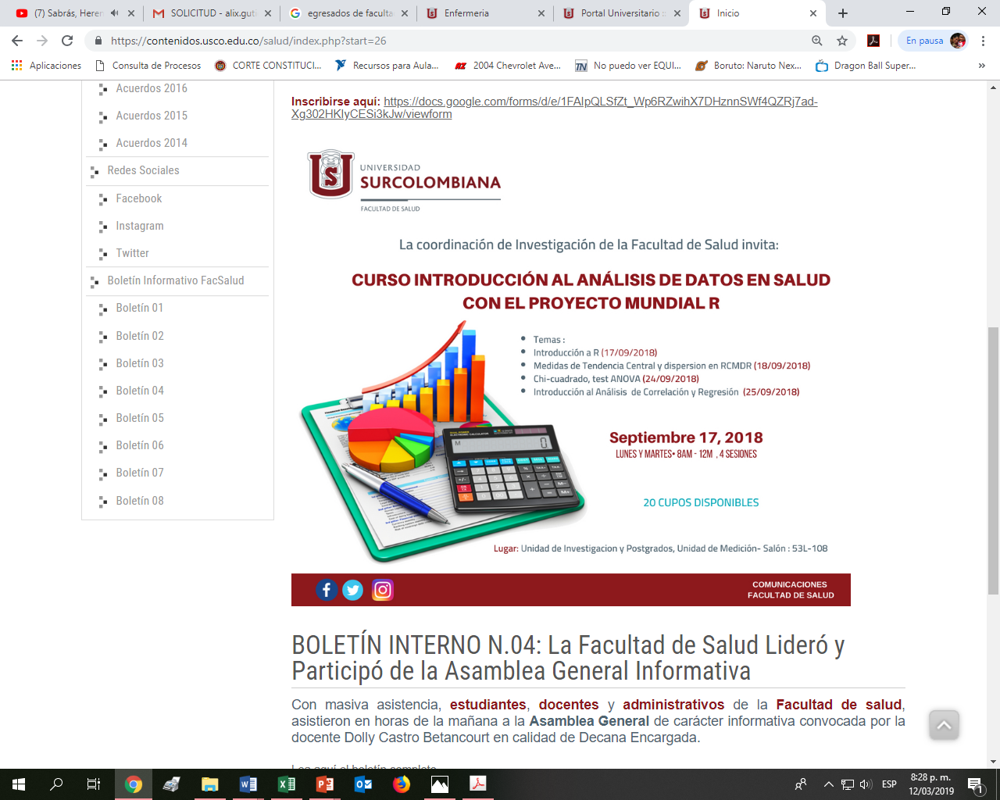 (7) Sabrás, Heren
SOLICITUD - alix.guti
egresados de faculta
Enfermeria
Portal Universitario
Inicio
https://contenidos.usco.edu.co/salud/index.php?start=26
En pausa
Aplicaciones
Consulta de Procesos
CORTE CONSTITUCI...
Recursos para Aula...
2004 Chevrolet Ave...
No puedo ver EQUI...
Boruto: Naruto Nex...
Dragon Ball Super...
Acuerdos 2016
Acuerdos 2015
Acuerdos 2014
Redes Sociales
Facebook
Instagram
Twitter
Boletín Informativo FacSalud
Boletín 01
Boletín 02
Boletín 03
Boletín 04
Boletín 05
Boletín 06
Boletín 07
Boletín 08
Inscribirse aquí: https://docs.google.com/forms/d/e/1FAIpQLSfZt_Wp6RZwihX7DHznnSWf4QZRj7ad-
Xg302HKIyCESi3kJw/viewform
UNIVERSIDAD
SURCOLOMBIANA
FACULTAD DE SALUD
La coordinación de Investigación de la Facultad de Salud invita:
CURSO INTRODUCCIÓN AL ANÁLISIS DE DATOS EN SALUD
CON EL PROYECTO MUNDIAL R
Temas :
Introducción a R (17/09/2018)
Medidas de Tendencia Central y dispersion en RCMDR (18/09/2018)
Chi-cuadrado, test ANOVA (24/09/2018)
Introducción al Análisis de Correlación y Regresión (25/09/2018)
Septiembre 17, 2018
LUNES Y MARTES• 8AM - 12M , 4 SESIONES
20 CUPOS DISPONIBLES
Lugar: Unidad de Investigacion y Postgrados, Unidad de Medición- Salón : 53L-108
COMUNICACIONES
FACULTAD DE SALUD
BOLETÍN INTERNO N.04: La Facultad de Salud Lideró y
Participó de la Asamblea General Informativa
Con masiva asistencia, estudiantes, docentes y administrativos de la Facultad de salud,
asistieron en horas de la mañana a la Asamblea General de carácter informativa convocada por la
docente Dolly Castro Betancourt en calidad de Decana Encargada.
Lea aquí el boletín completo
ESP
8:28 p. m.
12/03/2019
1